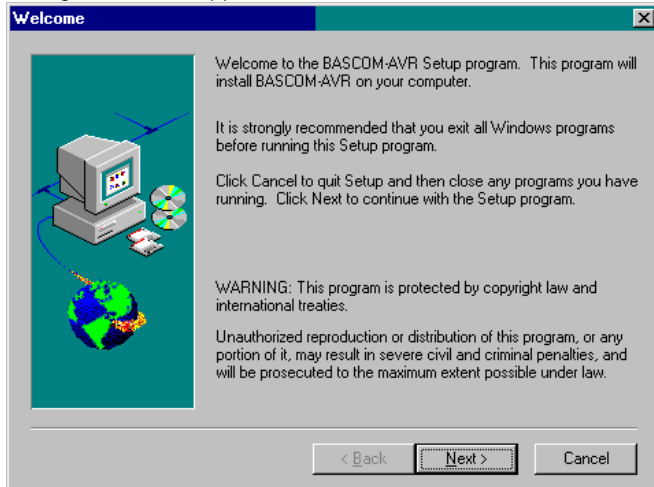 Welcome
Welcome to the BASCOM-AVR Setup program. This program will
install BASCOM-AVR on your computer.
It is strongly recommended that you exit all Windows programs
before running this Setup program.
Click Cancel to quit Setup and then close any programs you have
running. Click Next to continue with the Setup program.
WARNING: This program is protected by copyright law and
international treaties.
Unauthorized reproduction or distribution of this program, or any
portion of it, may result in severe civil and criminal penalties, and
will be prosecuted to the maximum extent possible under law.
< Back Next > Cancel